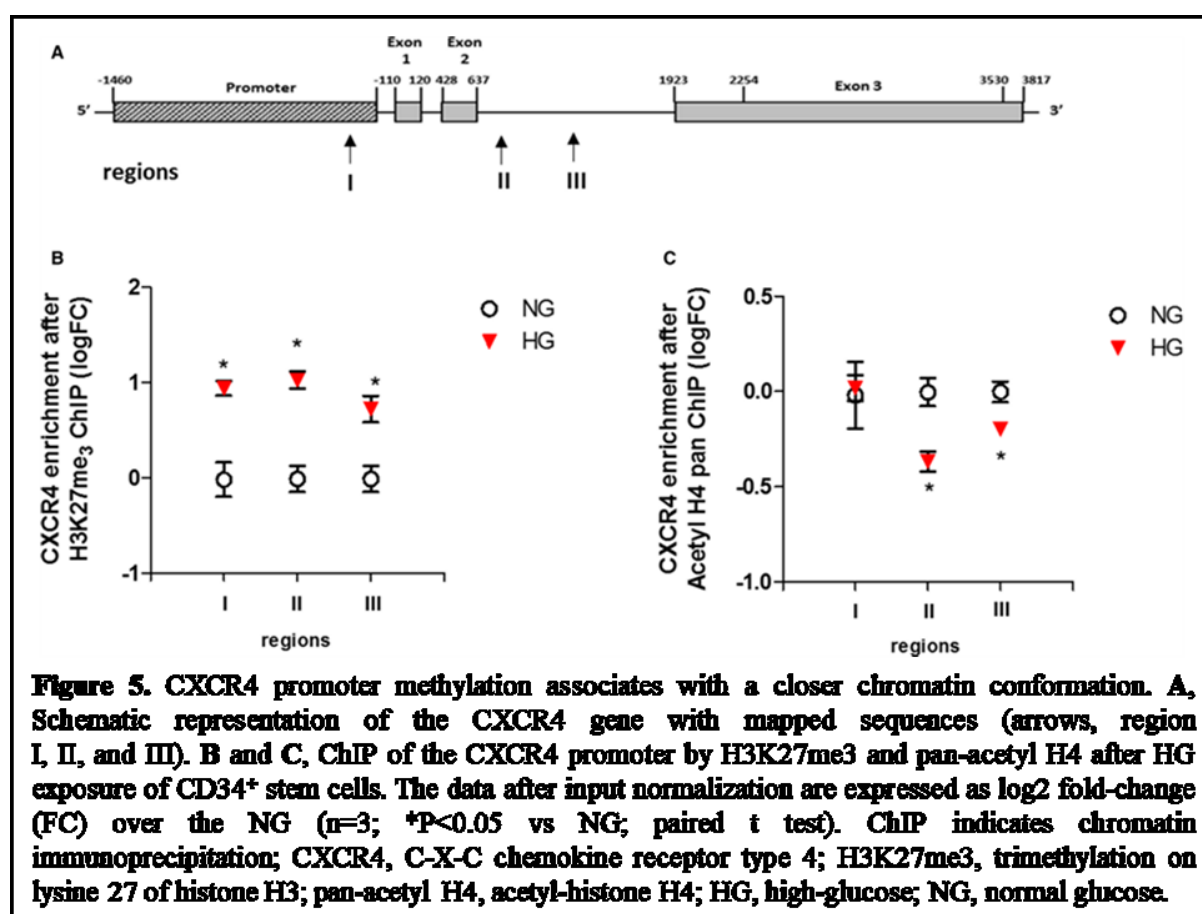 A
Exon 1
Exon 2
-1460
Promoter
-110
120
428
637
1923
2254
Exon 3
3530
3817
5'
3'
regions
I
II
III
B
CXCR4 enrichment after
H3K27me3 ChIP (logFC)
2
1
0
-1
*
*
*
NG
HG
I
II
III
regions
C
CXCR4 enrichment after
Acetyl H4 pan ChIP (logFC)
0.5
0.0
-0.5
-1.0
*
*
NG
HG
I
II
III
regions
Figure 5. CXCR4 promoter methylation associates with a closer chromatin conformation. A,
Schematic representation of the CXCR4 gene with mapped sequences (arrows, region
I, II, and III). B and C, ChIP of the CXCR4 promoter by H3K27me3 and pan-acetyl H4 after HG
exposure of CD34+ stem cells. The data after input normalization are expressed as log2 fold-change
(FC) over the NG (n=3; *P<0.05 vs NG; paired t test). ChIP indicates chromatin
immunoprecipitation; CXCR4, C-X-C chemokine receptor type 4; H3K27me3, trimethylation on
lysine 27 of histone H3; pan-acetyl H4, acetyl-histone H4; HG, high-glucose; NG, normal glucose.